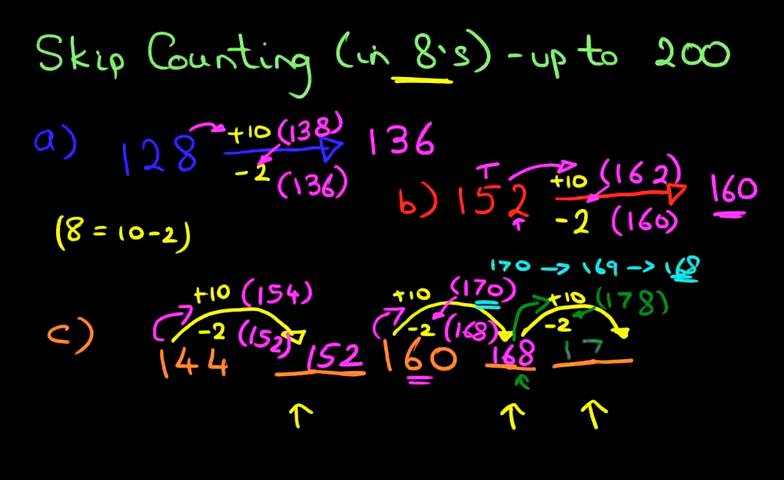 Skip Counting (in 8's) - up to 200
a) 128 +10 (138) 136
-2 (136)
b) 152 T +10 (162) 160
-2 (160)
(8 = 10-2)
170 → 169 → 168
c) 144 +10 (154) -2 (152) 152 160 +10 (170) -2 (168) 168 +10 (178) -2 17